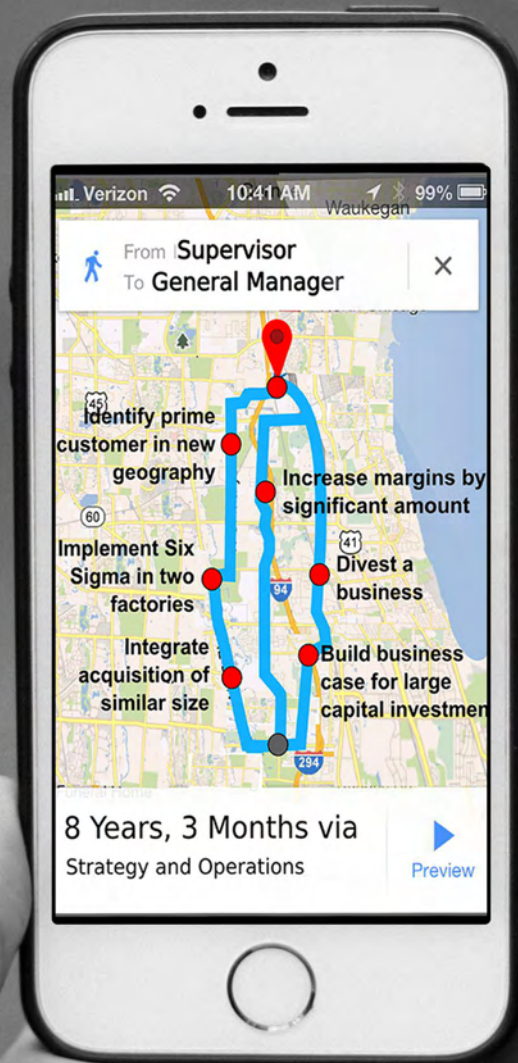 Verizon 10:41 AM 99%
Waukegan
From Supervisor
To General Manager
45
Identify prime
customer in new
geography
Increase margins by
significant amount
60
41
Implement Six
Sigma in two
factories
Divest a
business
94
Integrate
acquisition of
similar size
Build business
case for large
capital investmen
294
Funeral Home
8 Years, 3 Months via
Strategy and Operations
Preview